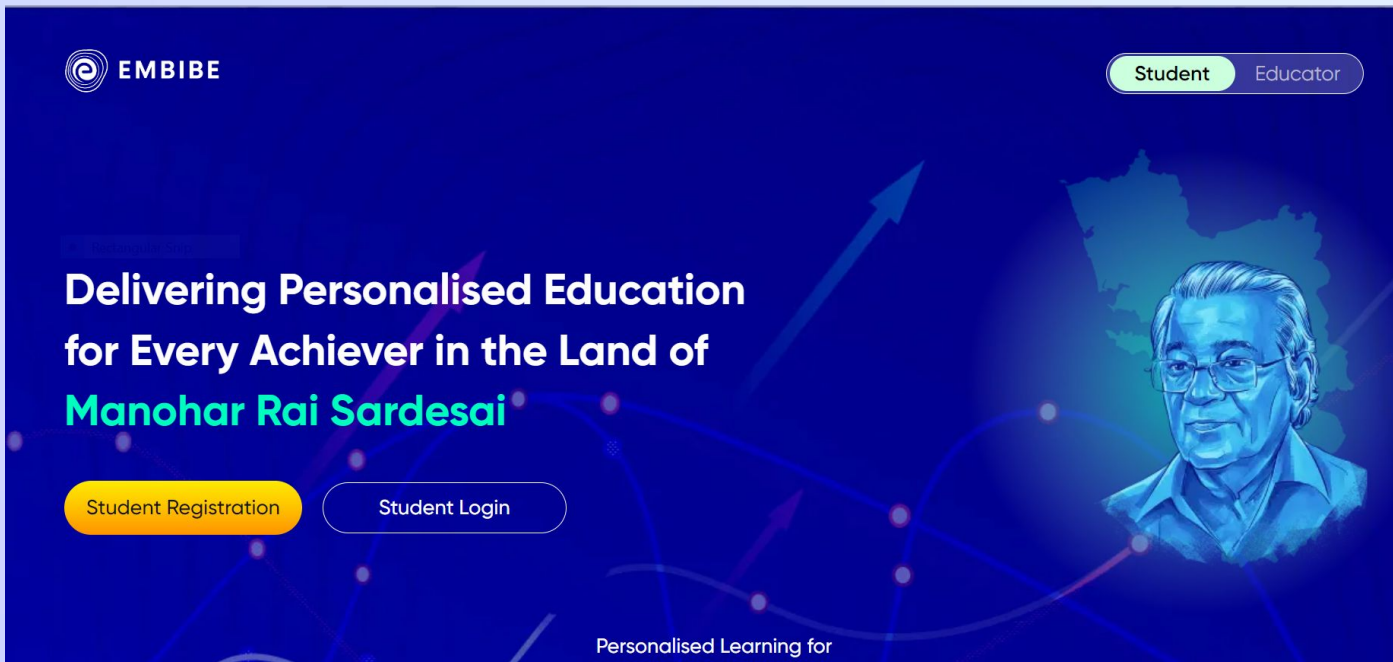 EMBIBE
Student Educator
Delivering Personalised Education
for Every Achiever in the Land of
Manohar Rai Sardesai
Student Registration Student Login
Personalised Learning for